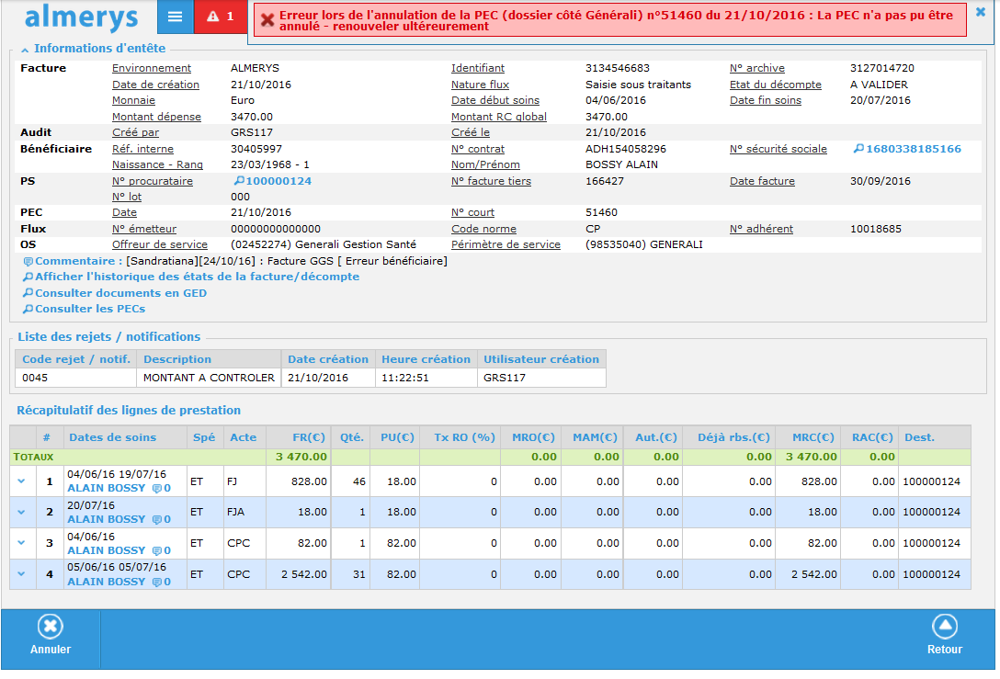 almerys
1
Erreur lors de l'annulation de la PEC (dossier côté Générali) n°51460 du 21/10/2016 : La PEC n'a pas pu être
annulé - renouveler ultéreurement
Informations d'entête
Facture Environnement ALMERYS Identifiant 3134546683 N° archive 3127014720
Date de création 21/10/2016 Nature flux Saisie sous traitants Etat du décompte A VALIDER
Monnaie Euro Date début soins 04/06/2016 Date fin soins 20/07/2016
Montant dépense 3470.00 Montant RC global 3470.00
Audit Créé par GRS117 Créé le 21/10/2016
Bénéficiaire Réf. interne 30405997 N° contrat ADH154058296 N° sécurité sociale 1680338185166
Naissance - Rang 23/03/1968 - 1 Nom/Prénom BOSSY ALAIN
PS N° procurataire 100000124 N° facture tiers 166427 Date facture 30/09/2016
N° lot 000
PEC Date 21/10/2016 N° court 51460
Flux N° émetteur 00000000000000 Code norme CP N° adhérent 10018685
OS Offreur de service (02452274) Generali Gestion Santé Périmètre de service (98535040) GENERALI
Commentaire : [Sandratiana][24/10/16] : Facture GGS [ Erreur bénéficiaire]
Afficher l'historique des états de la facture/décompte
Consulter documents en GED
Consulter les PECs
Liste des rejets / notifications
Code rejet / notif. Description Date création Heure création Utilisateur création
0045 MONTANT A CONTROLER 21/10/2016 11:22:51 GRS117
Récapitulatif des lignes de prestation
# Dates de soins Spé Acte FR(€) Qté. PU(€) Tx RO (%) MRO(€) MAM(€) Aut.(€) Déjà rbs.(€) MRC(€) RAC(€) Dest.
TOTAUX 3 470.00 0.00 0.00 0.00 0.00 3 470.00 0.00
1 04/06/16 19/07/16 ET FJ 828.00 46 18.00 0 0.00 0.00 0.00 0.00 828.00 0.00 100000124
ALAIN BOSSY 0
2 20/07/16 ET FJA 18.00 1 18.00 0 0.00 0.00 0.00 0.00 18.00 0.00 100000124
ALAIN BOSSY 0
3 04/06/16 ET CPC 82.00 1 82.00 0 0.00 0.00 0.00 0.00 82.00 0.00 100000124
ALAIN BOSSY 0
4 05/06/16 05/07/16 ET CPC 2 542.00 31 82.00 0 0.00 0.00 0.00 0.00 2 542.00 0.00 100000124
ALAIN BOSSY 0
Annuler Retour